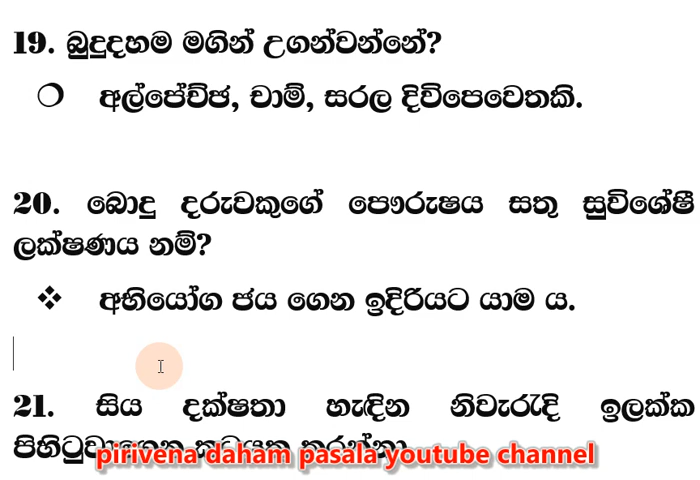 19. බුදුදහම මගින් උගන්වන්නේ?
අල්පේච්ඡ, චාම්, සරල දිවිපෙවෙතකි.
20. බොදු දරුවකුගේ පෞරුෂය සතු සුවිශේෂී
ලක්ෂණය නම්?
❖ අභියෝග ජය ගෙන ඉදිරියට යාම ය.
21. සිය දක්ෂතා හැඳින නිවැරැදි ඉලක්ක
පිහිටුවාගෙන
pirivena daham pasala youtube channel